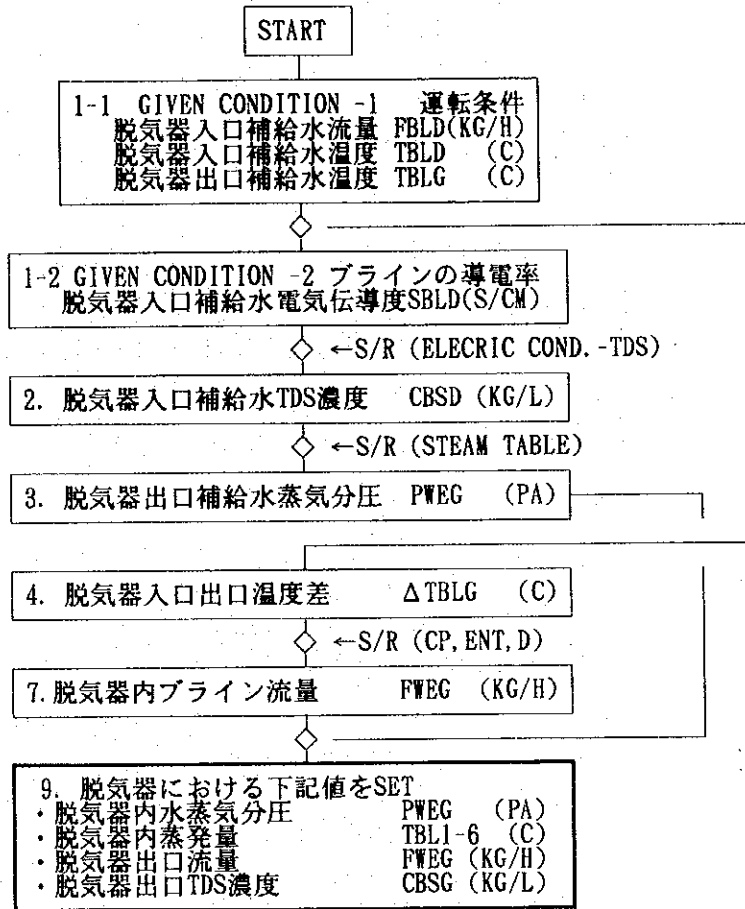 START
1-1 GIVEN CONDITION -1 運転条件
脱気器入口補給水流量 FBLD(KG/H)
脱気器入口補給水温度 TBLD (C)
脱気器出口補給水温度 TBLG (C)
1-2 GIVEN CONDITION -2 ブラインの導電率
脱気器入口補給水電気伝導度SBLD(S/CM)
←S/R (ELECRIC COND.-TDS)
2. 脱気器入口補給水TDS濃度 CBSD (KG/L)
←S/R (STEAM TABLE)
3. 脱気器出口補給水蒸気分圧 PWEG (PA)
4. 脱気器入口出口温度差 ΔTBLG (C)
←S/R (CP,ENT,D)
7.脱気器内ブライン流量 FWEG (KG/H)
9. 脱気器における下記値をSET
・脱気器内水蒸気分圧 PWEG (PA)
・脱気器内蒸発量 TBL1-6 (C)
・脱気器出口流量 FWEG (KG/H)
・脱気器出口TDS濃度 CBSG (KG/L)